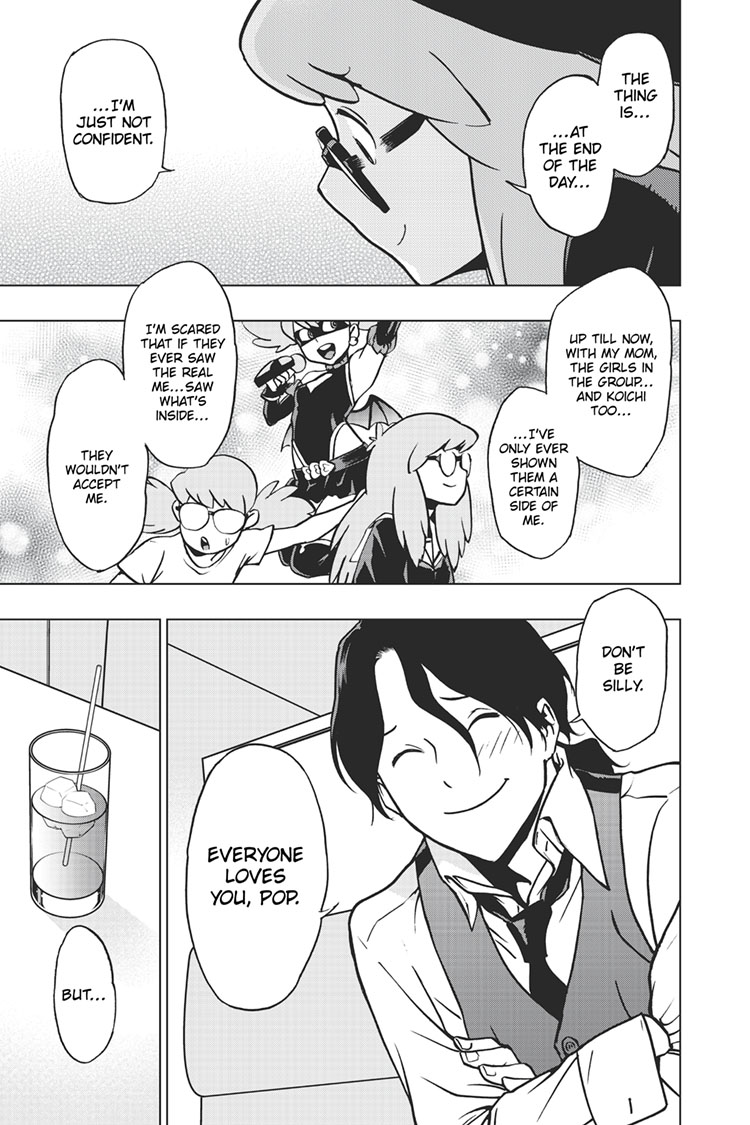 THE
THING
IS...
...AT
THE END
OF THE
DAY...
...I'M
JUST NOT
CONFIDENT.
UP TILL NOW,
WITH MY MOM,
THE GIRLS
IN THE
GROUP...
AND KOICHI
TOO...
...I'VE
ONLY EVER
SHOWN
THEM A
CERTAIN
SIDE OF
ME.
I'M SCARED
THAT IF THEY
EVER SAW
THE REAL
ME...SAW
WHAT'S
INSIDE...
THEY
WOULDN'T
ACCEPT
ME.
DON'T
BE
SILLY.
EVERYONE
LOVES
YOU, POP.
BUT...